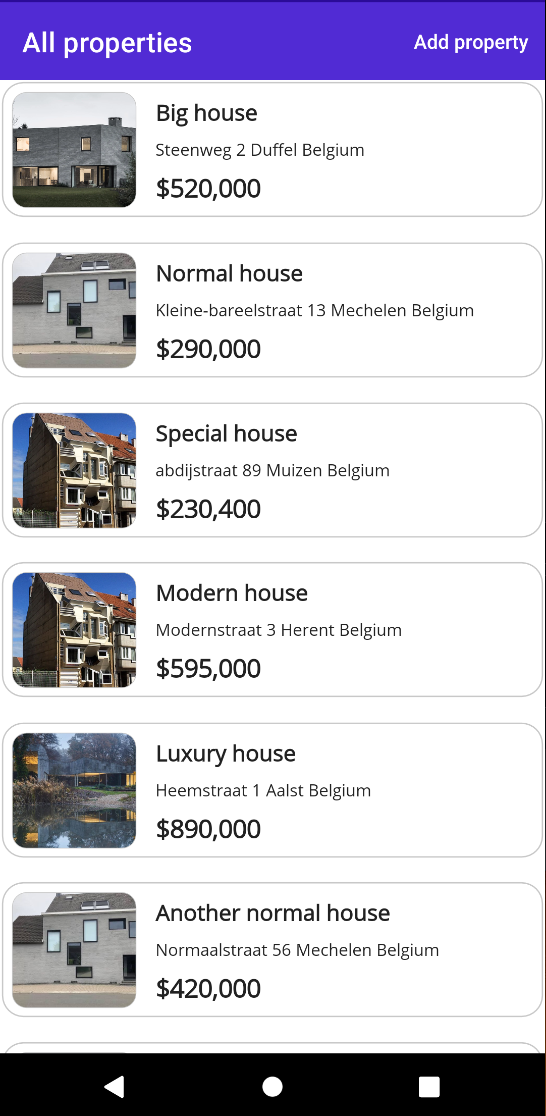 All properties
Add property
Big house
Steenweg 2 Duffel Belgium
$520,000
Normal house
Kleine-bareelstraat 13 Mechelen Belgium
$290,000
Special house
abdijstraat 89 Muizen Belgium
$230,400
Modern house
Modernstraat 3 Herent Belgium
$595,000
Luxury house
Heemstraat 1 Aalst Belgium
$890,000
Another normal house
Normaalstraat 56 Mechelen Belgium
$420,000